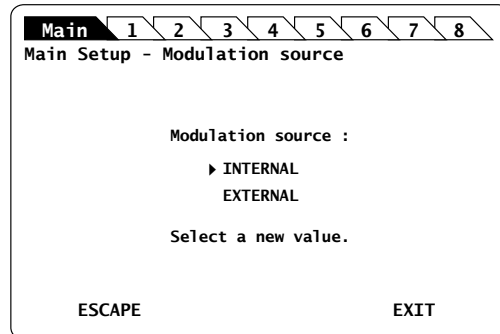 Main 1 2 3 4 5 6 7 8
Main Setup - Modulation source
Modulation source :
INTERNAL
EXTERNAL
Select a new value.
ESCAPE EXIT